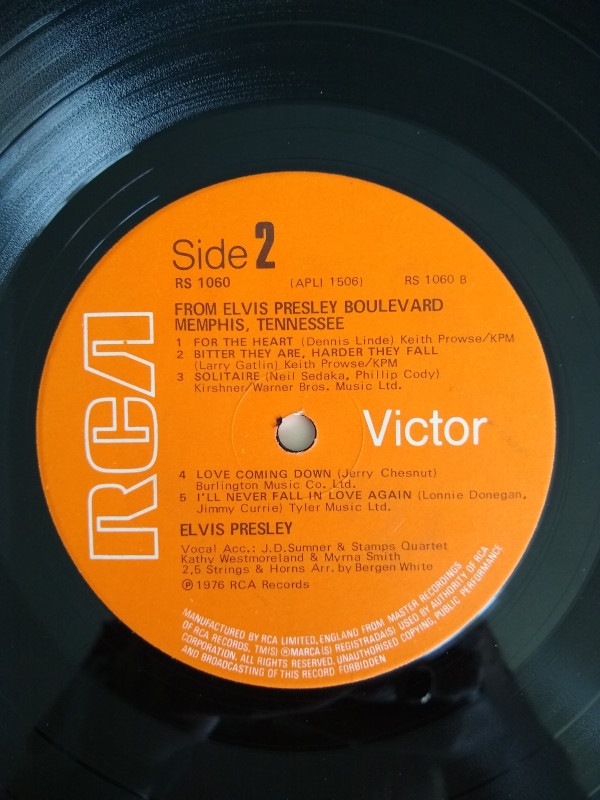 Side 2
RS 1060 (APLI 1506) RS 1060 B
FROM ELVIS PRESLEY BOULEVARD
MEMPHIS, TENNESSEE
1 FOR THE HEART (Dennis Linde) Keith Prowse/KPM
2 BITTER THEY ARE, HARDER THEY FALL
(Larry Gatlin) Keith Prowse/KPM
3 SOLITAIRE (Neil Sedaka, Phillip Cody)
Kirshner/Warner Bros. Music Ltd.
RCA
Victor
4 LOVE COMING DOWN (Jerry Chesnut)
Burlington Music Co. Ltd.
5 I'LL NEVER FALL IN LOVE AGAIN (Lonnie Donegan,
Jimmy Currie) Tyler Music Ltd.
ELVIS PRESLEY
Vocal Acc.: J.D.Sumner & Stamps Quartet
Kathy Westmoreland & Myrna Smith
2,5 Strings & Horns Arr. by Bergen White
℗ 1976 RCA Records
MANUFACTURED BY RCA LIMITED, ENGLAND FROM MASTER RECORDINGS
OF RCA RECORDS, TM(S) ® MARCA(S) REGISTRADA(S) USED BY AUTHORITY OF RCA
CORPORATION. ALL RIGHTS RESERVED. UNAUTHORISED COPYING, PUBLIC PERFORMANCE
AND BROADCASTING OF THIS RECORD FORBIDDEN